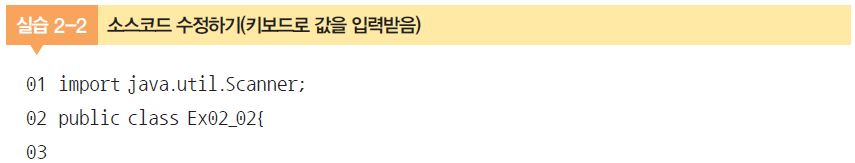 실습 2-2 소스코드 수정하기(키보드로 값을 입력받음)
01 import java.util.Scanner;
02 public class Ex02_02{
03